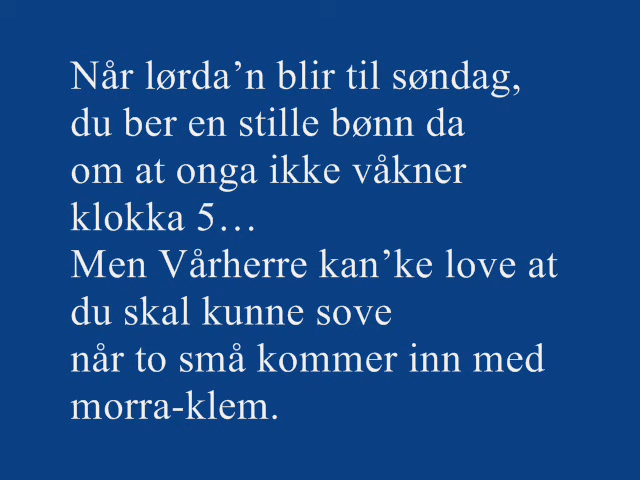 Når lørda’n blir til søndag,
du ber en stille bønn da
om at onga ikke våkner
klokka 5…
Men Vårherre kan’ke love at
du skal kunne sove
når to små kommer inn med
morra-klem.